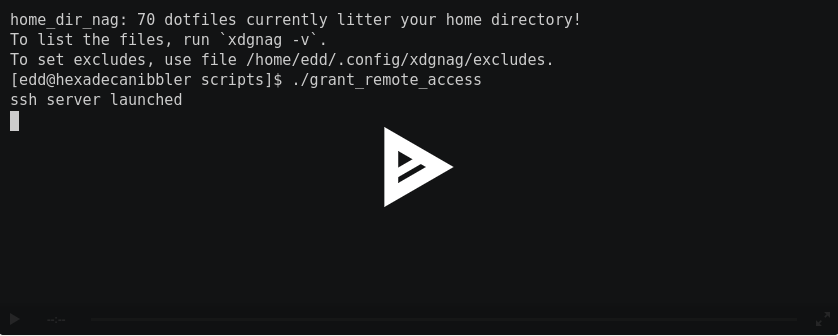 home_dir_nag: 70 dotfiles currently litter your home directory!
To list the files, run `xdgnag -v`.
To set excludes, use file /home/edd/.config/xdgnag/excludes.
[edd@hexadecanibbler scripts]$ ./grant_remote_access
ssh server launched
--:--